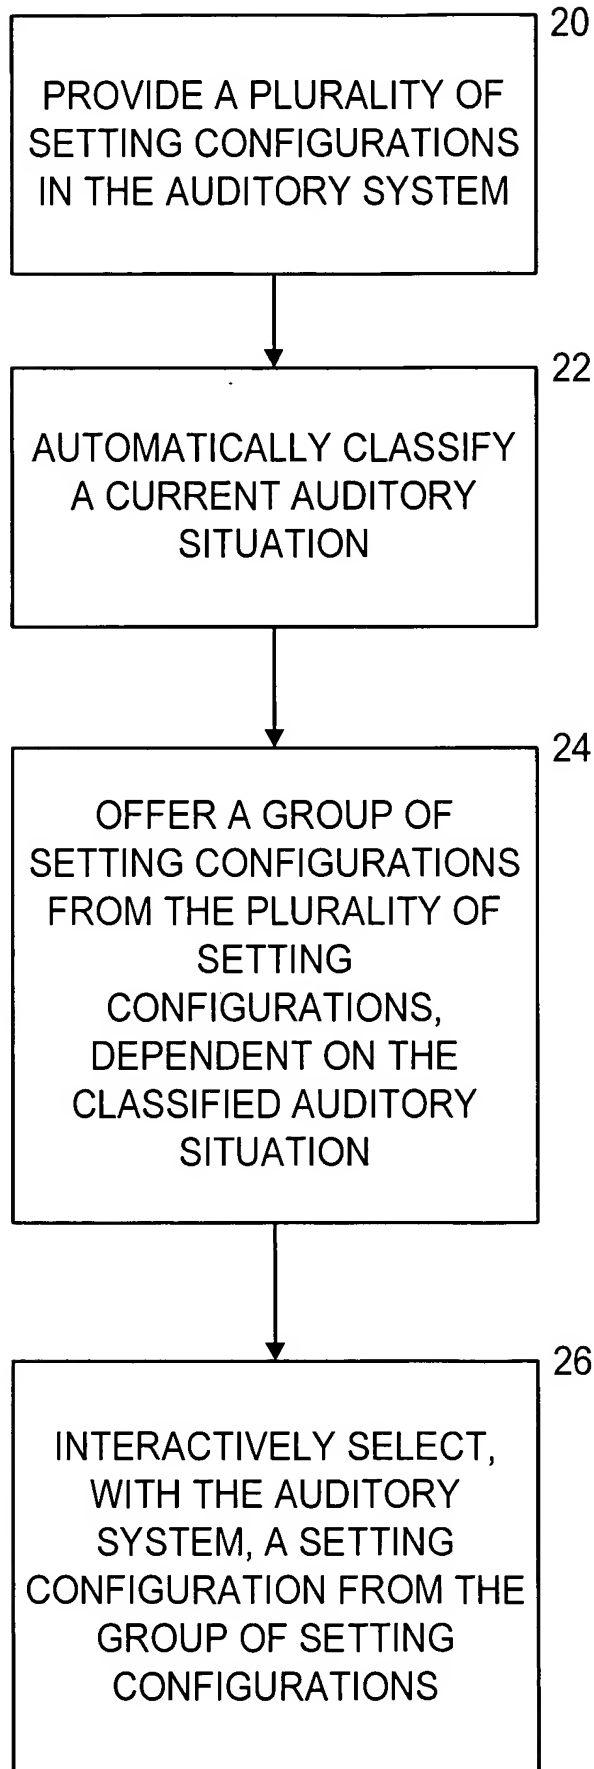 20
PROVIDE A PLURALITY OF
SETTING CONFIGURATIONS
IN THE AUDITORY SYSTEM
22
AUTOMATICALLY CLASSIFY
A CURRENT AUDITORY
SITUATION
24
OFFER A GROUP OF
SETTING CONFIGURATIONS
FROM THE PLURALITY OF
SETTING
CONFIGURATIONS,
DEPENDENT ON THE
CLASSIFIED AUDITORY
SITUATION
26
INTERACTIVELY SELECT,
WITH THE AUDITORY
SYSTEM, A SETTING
CONFIGURATION FROM THE
GROUP OF SETTING
CONFIGURATIONS